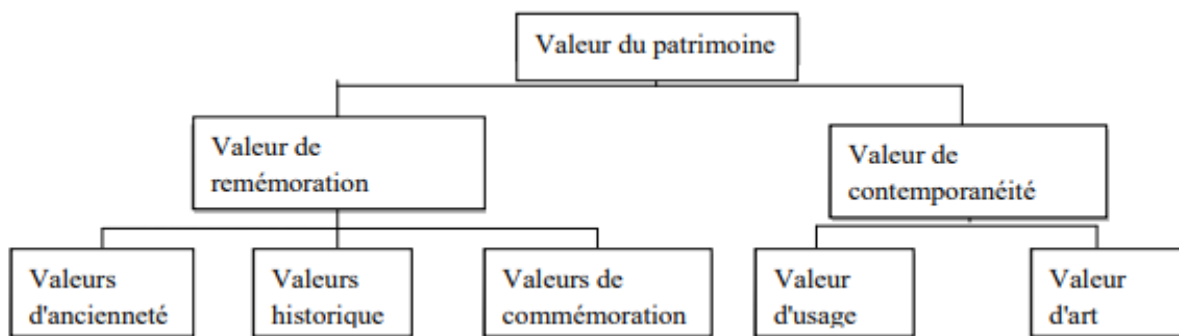 Valeur du patrimoine
Valeur de
remémoration
Valeur de
contemporanéité
Valeurs
d'ancienneté
Valeurs
historique
Valeurs de
commémoration
Valeur
d'usage
Valeur
d'art